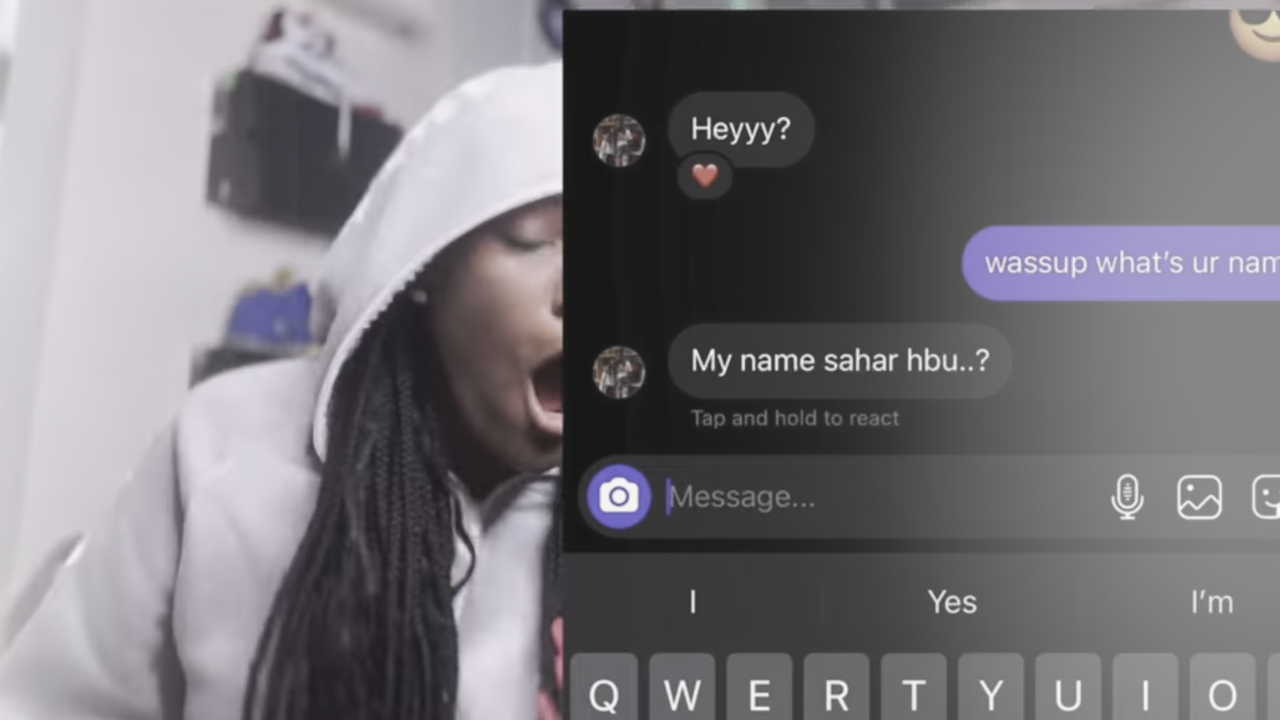 Heyyy?
wassup what's ur nam
My name sahar hbu..?
Tap and hold to react
Message...
I
Yes
I'm
Q W E R T Y U I O